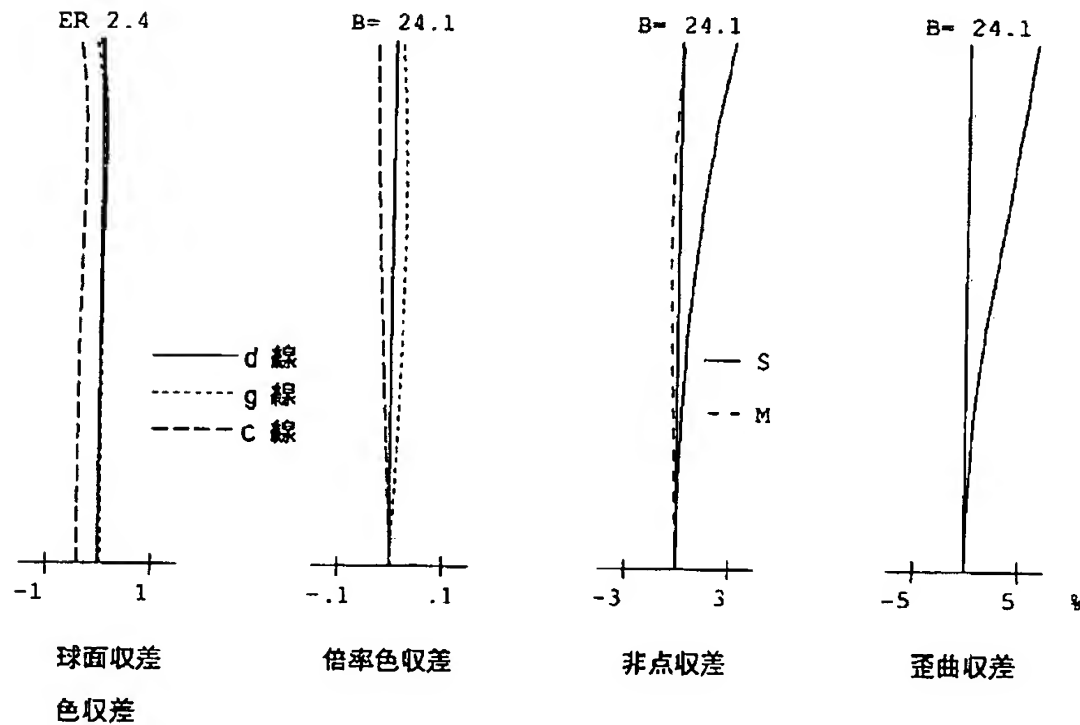 ER 2.4
B= 24.1
B= 24.1
B= 24.1
d 線
g 線
c 線
S
M
-1 1
-.1 .1
-3 3
-5 5 %
球面収差
色収差
倍率色収差
非点収差
歪曲収差